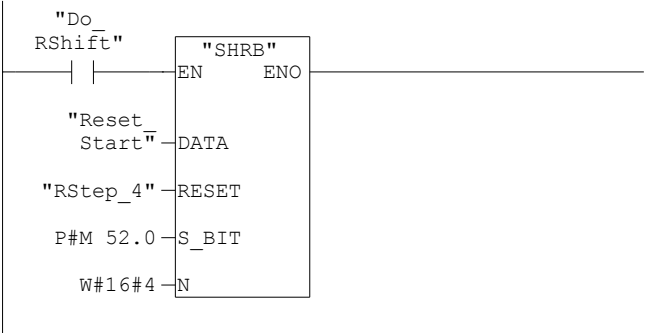 "Do_
RShift"
"SHRB"
EN ENO
"Reset_
Start" DATA
"RStep_4" RESET
P#M 52.0 S_BIT
W#16#4 N